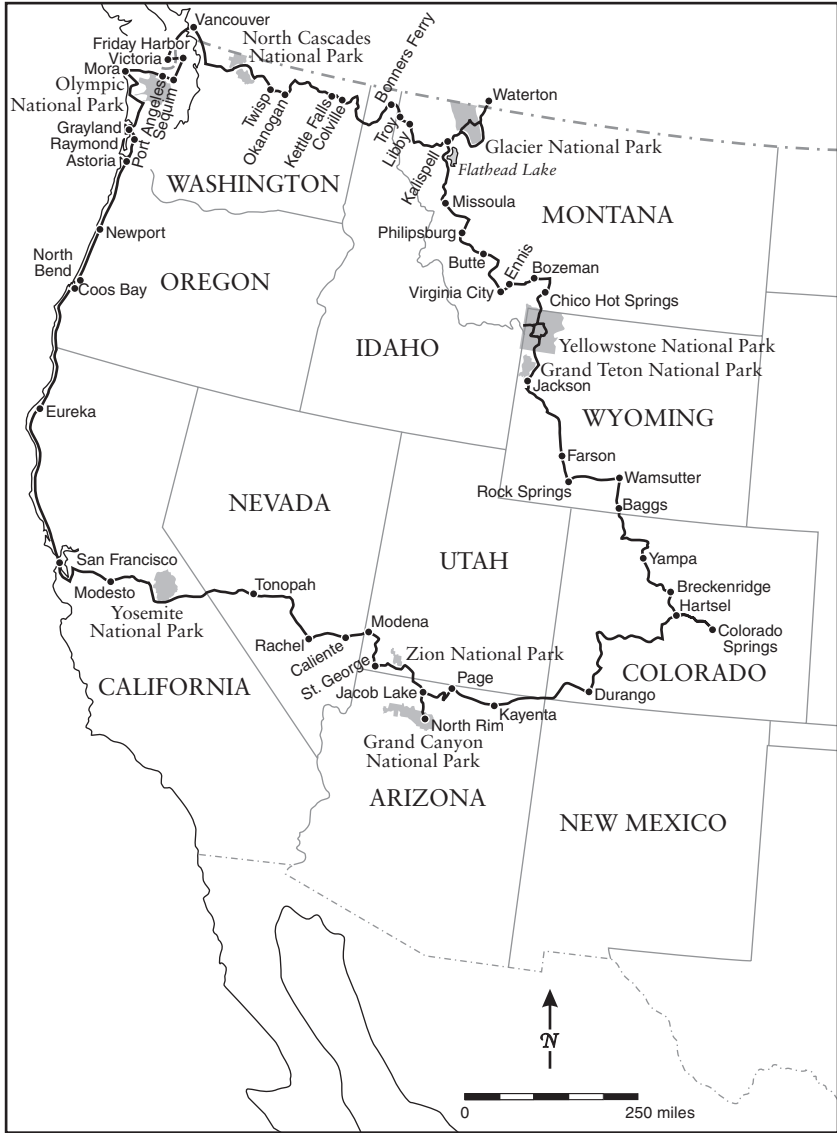 Vancouver
Friday Harbor
Victoria
Mora
Olympic
National Park
Port Angeles
Sequim
North Cascades
National Park
Twisp
Okanogan
Kettle Falls
Colville
Bonners Ferry
Troy
Libby
Kalispell
Waterton
Glacier National Park
Flathead Lake
Grayland
Raymond
Astoria
WASHINGTON
Missoula
MONTANA
Philipsburg
Butte
Ennis
Bozeman
Virginia City
Chico Hot Springs
Newport
North
Bend
Coos Bay
OREGON
IDAHO
Yellowstone National Park
Grand Teton National Park
Jackson
WYOMING
Eureka
Farson
Rock Springs
Wamsutter
Baggs
NEVADA
UTAH
Yampa
Breckenridge
Hartsel
Colorado
Springs
COLORADO
San Francisco
Modesto
Yosemite
National Park
Tonopah
Rachel
Caliente
Modena
St. George
Zion National Park
CALIFORNIA
Jacob Lake
Page
Kayenta
Durango
North Rim
Grand Canyon
National Park
ARIZONA
NEW MEXICO
N
0 250 miles